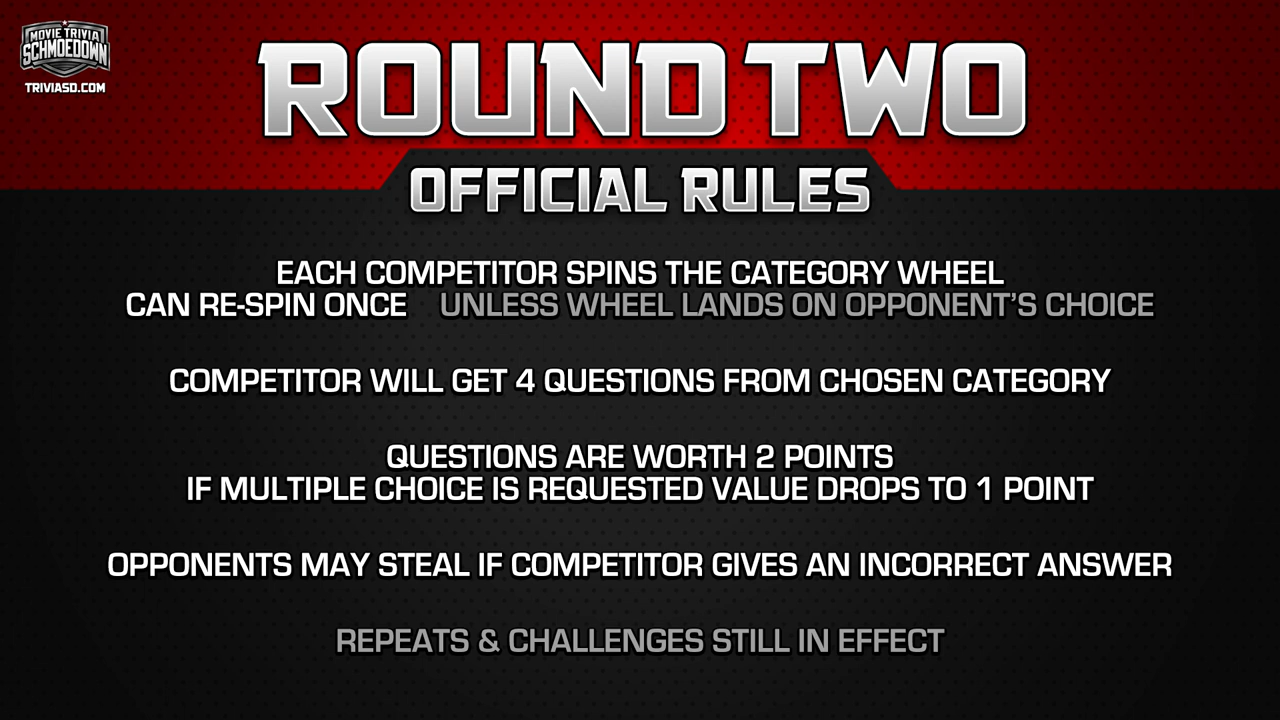 MOVIE TRIVIA
SCHMOEDOWN
TRIVIASD.COM
ROUND TWO
OFFICIAL RULES
EACH COMPETITOR SPINS THE CATEGORY WHEEL
CAN RE-SPIN ONCE UNLESS WHEEL LANDS ON OPPONENT'S CHOICE
COMPETITOR WILL GET 4 QUESTIONS FROM CHOSEN CATEGORY
QUESTIONS ARE WORTH 2 POINTS
IF MULTIPLE CHOICE IS REQUESTED VALUE DROPS TO 1 POINT
OPPONENTS MAY STEAL IF COMPETITOR GIVES AN INCORRECT ANSWER
REPEATS & CHALLENGES STILL IN EFFECT